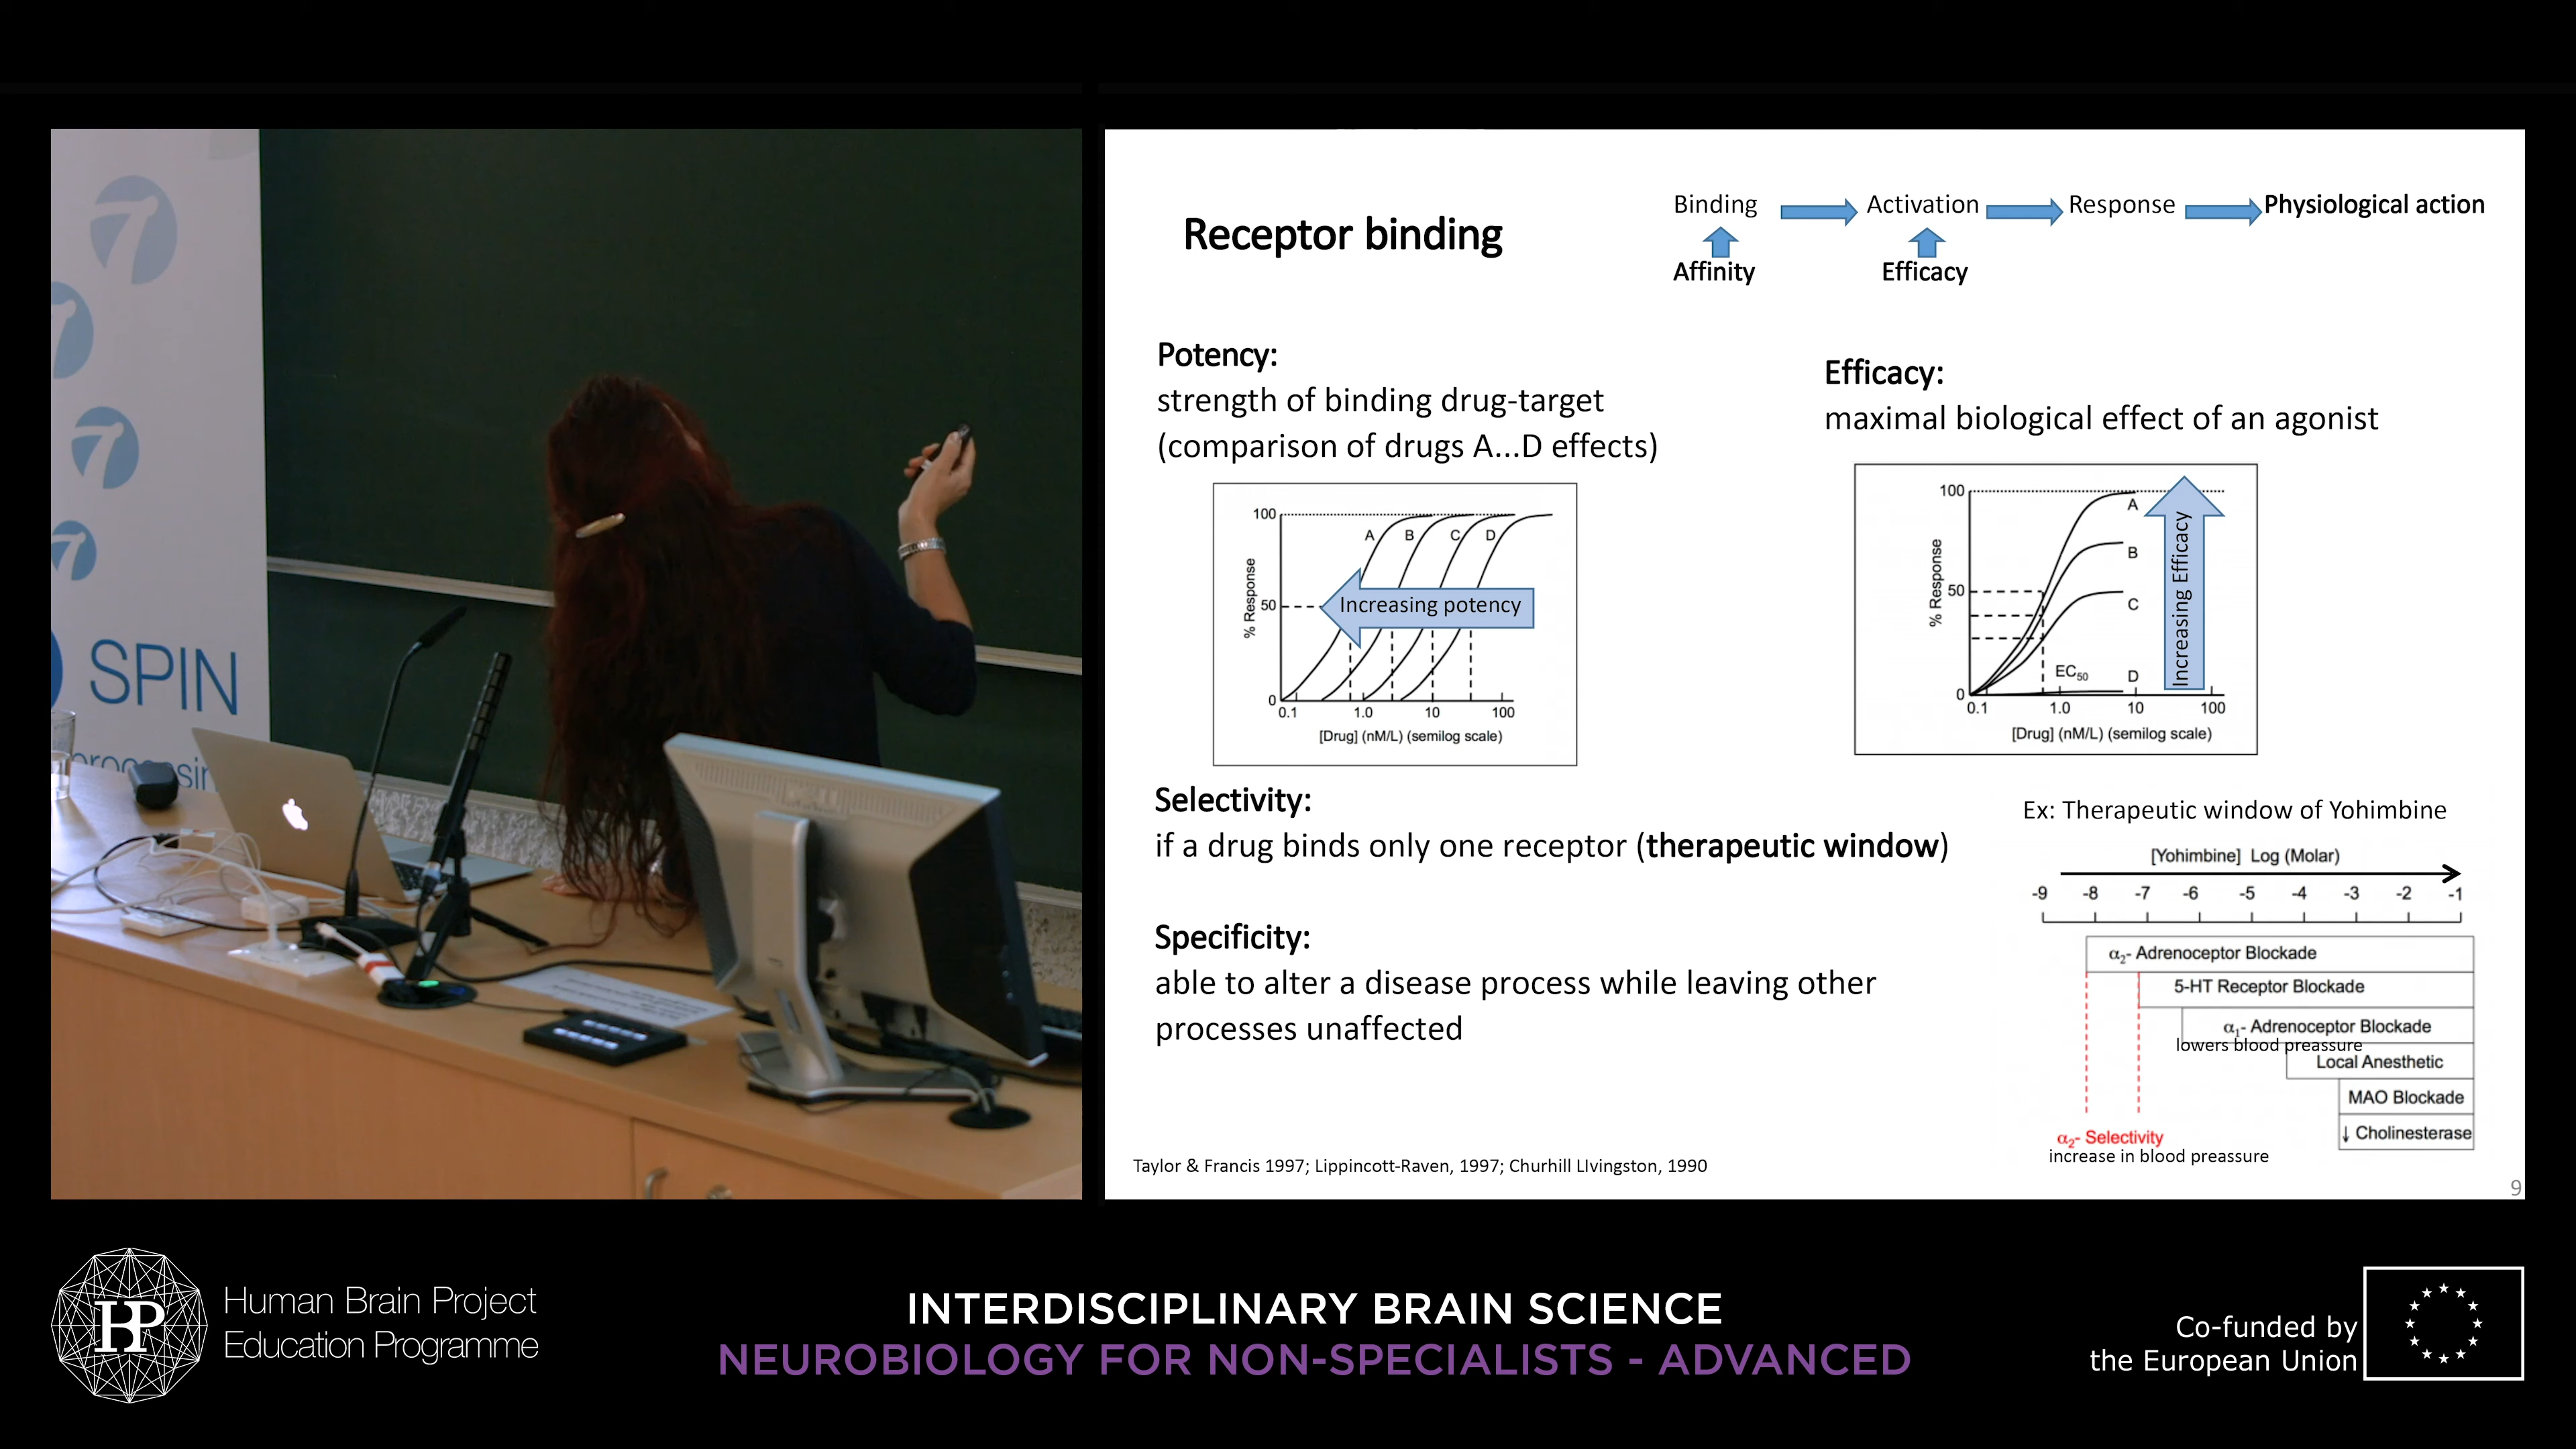 SPIN
Receptor binding
Binding Activation Response Physiological action
Affinity Efficacy
Potency:
strength of binding drug-target
(comparison of drugs A...D effects)
100
A B C D
% Response
50
Increasing potency
0
0.1 1.0 10 100
[Drug] (nM/L) (semilog scale)
Efficacy:
maximal biological effect of an agonist
100
A
B
% Response
50
C
Increasing Efficacy
EC50 D
0
0.1 1.0 10 100
[Drug] (nM/L) (semilog scale)
Selectivity:
if a drug binds only one receptor (therapeutic window)
Specificity:
able to alter a disease process while leaving other
processes unaffected
Ex: Therapeutic window of Yohimbine
[Yohimbine] Log (Molar)
-9 -8 -7 -6 -5 -4 -3 -2 -1
α2- Adrenoceptor Blockade
5-HT Receptor Blockade
α1- Adrenoceptor Blockade
lowers blood preassure
Local Anesthetic
MAO Blockade
↓ Cholinesterase
α2- Selectivity
increase in blood preassure
Taylor & Francis 1997; Lippincott-Raven, 1997; Churhill LIvingston, 1990
9
HBP
Human Brain Project
Education Programme
INTERDISCIPLINARY BRAIN SCIENCE
NEUROBIOLOGY FOR NON-SPECIALISTS - ADVANCED
Co-funded by
the European Union